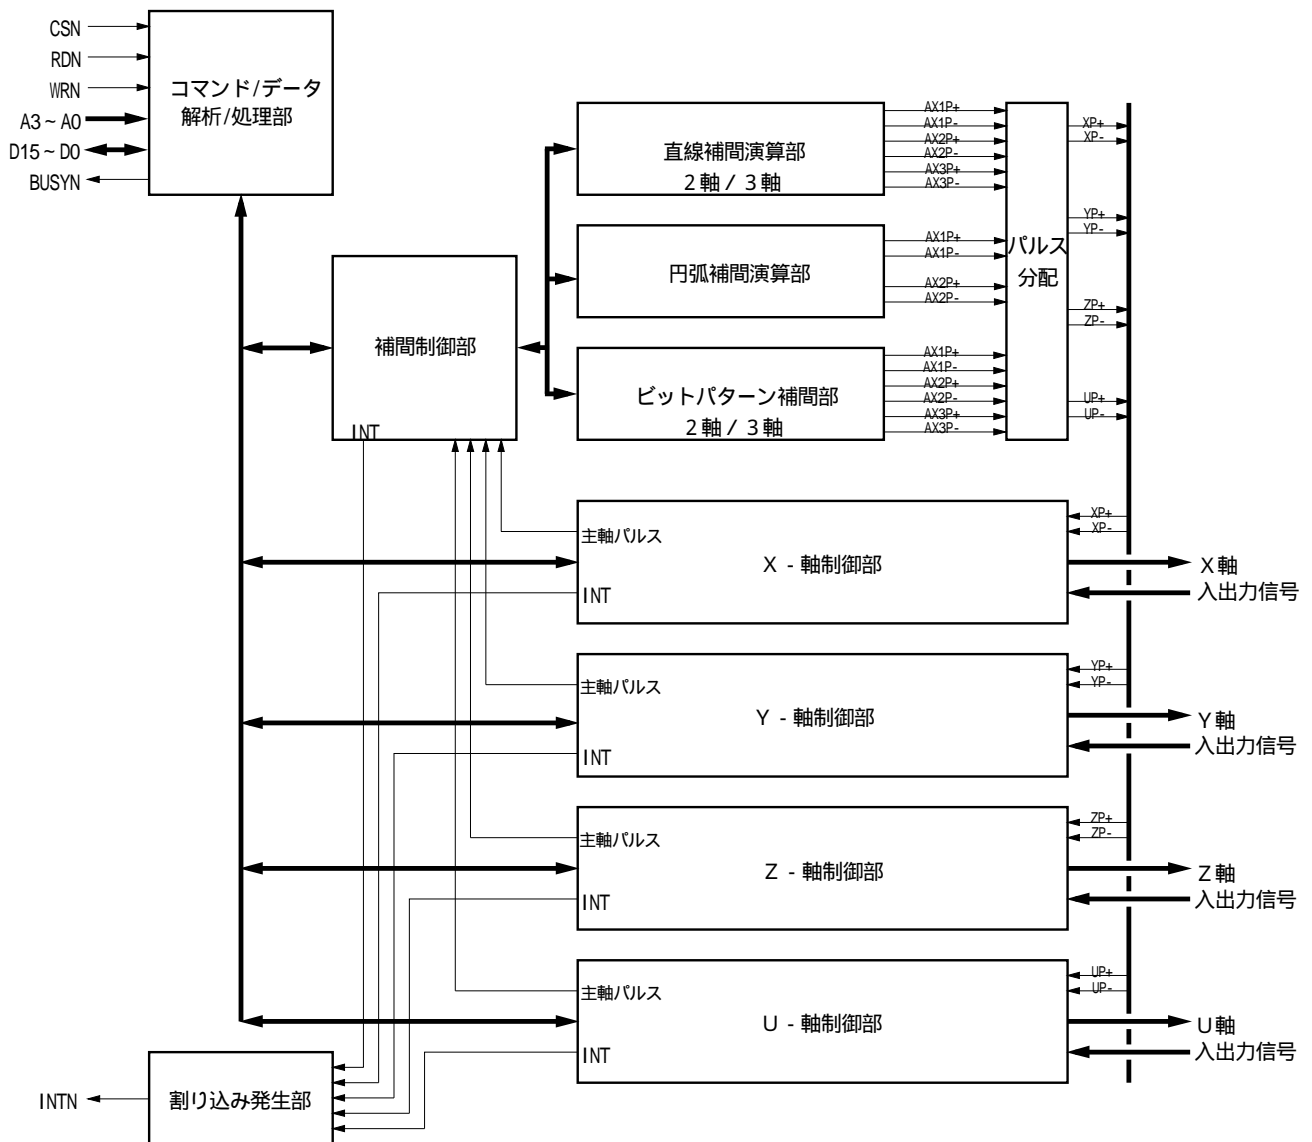 CSN
RDN
WRN
A3～A0
D15～D0
BUSYN
コマンド/データ
解析/処理部
直線補間演算部
2軸/3軸
AX1P+
AX1P-
AX2P+
AX2P-
AX3P+
AX3P-
円弧補間演算部
AX1P+
AX1P-
AX2P+
AX2P-
ビットパターン補間部
2軸/3軸
AX1P+
AX1P-
AX2P+
AX2P-
AX3P+
AX3P-
パルス
分配
XP+
XP-
YP+
YP-
ZP+
ZP-
UP+
UP-
補間制御部
INT
主軸パルス
X - 軸制御部
INT
XP+
XP-
X軸
入出力信号
主軸パルス
Y - 軸制御部
INT
YP+
YP-
Y軸
入出力信号
主軸パルス
Z - 軸制御部
INT
ZP+
ZP-
Z軸
入出力信号
主軸パルス
U - 軸制御部
INT
UP+
UP-
U軸
入出力信号
割り込み発生部
INTN